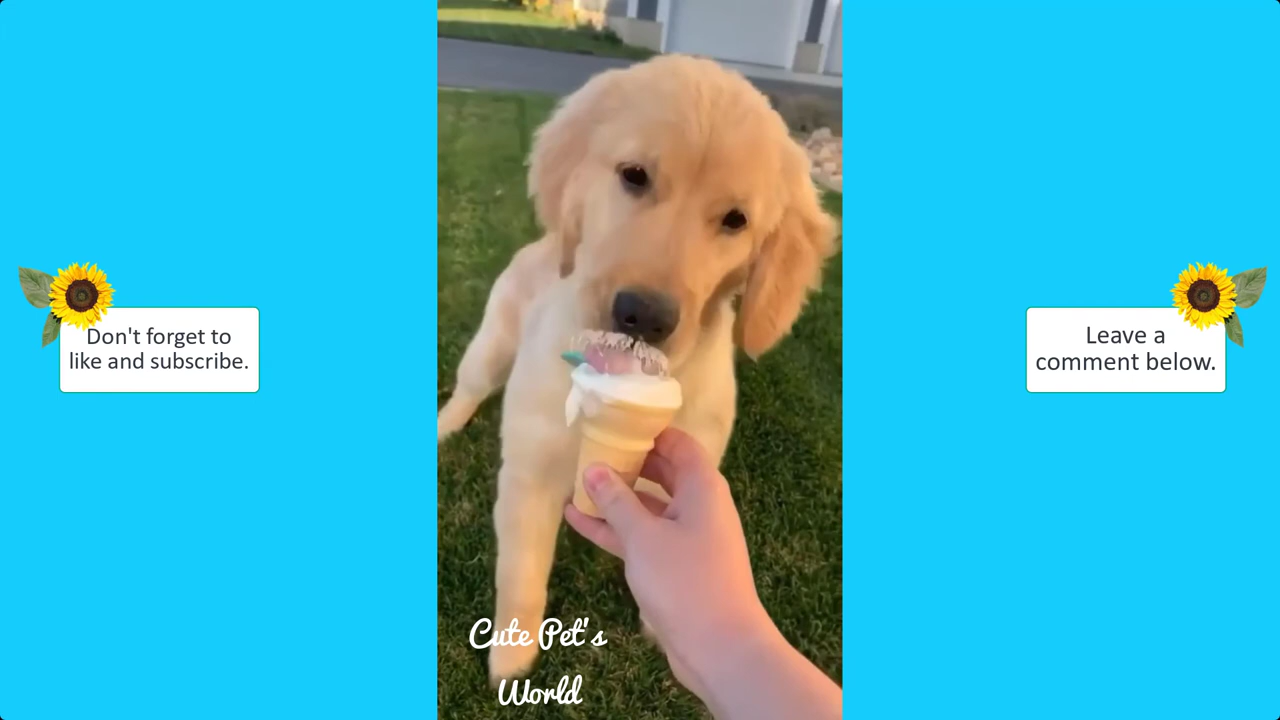 Don't forget to
like and subscribe.
Leave a
comment below.
Cute Pet's
World